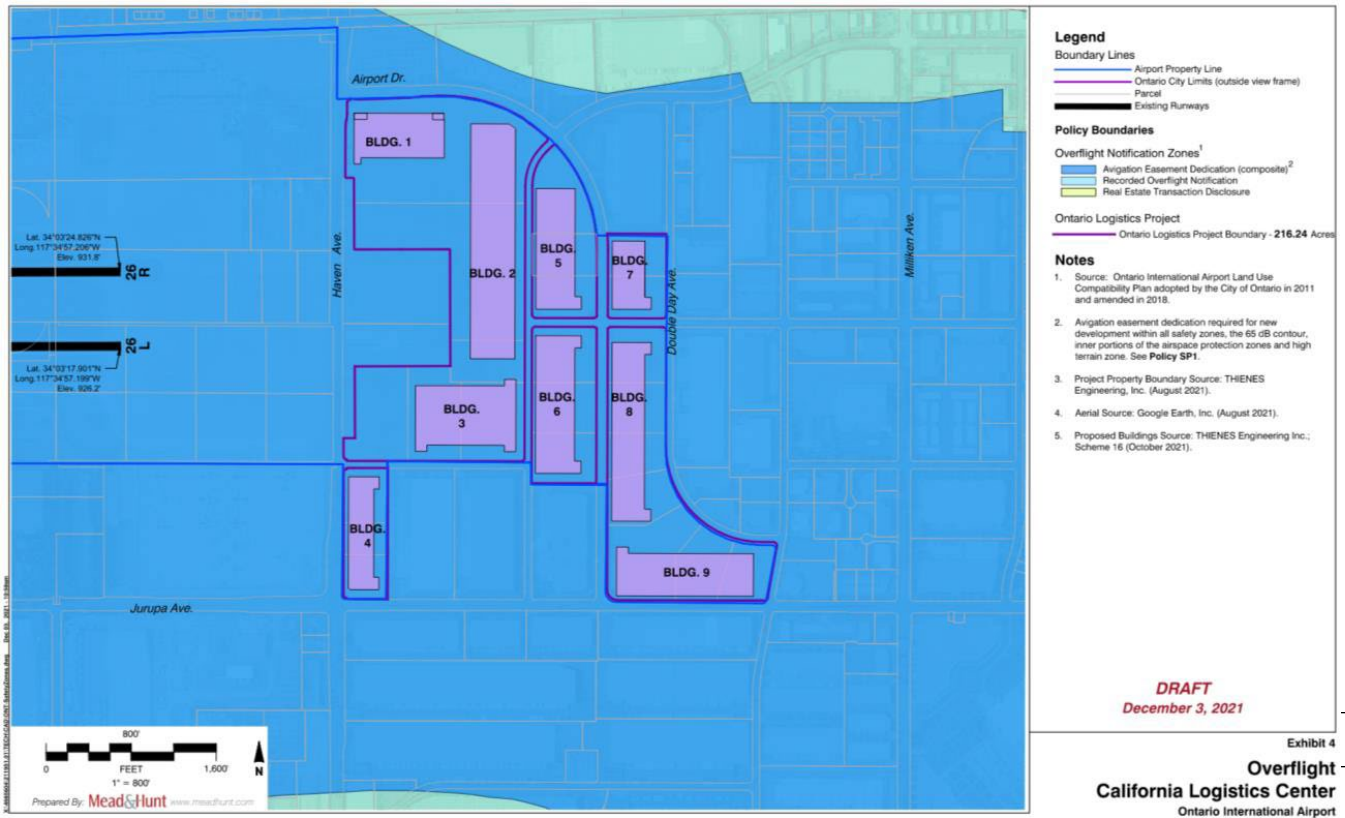 Airport Dr.
BLDG. 1
BLDG. 2
BLDG.
5
BLDG.
7
Haven Ave.
Double Day Ave.
Milliken Ave.
Lat. 34°03'24.826"N
Long.117°34'57.206"W
Elev. 931.8'
26
R
26
L
Lat. 34°03'17.901"N
Long.117°34'57.199"W
Elev. 926.2'
BLDG.
3
BLDG.
6
BLDG.
8
BLDG.
4
BLDG. 9
Jurupa Ave.
800'
0
FEET
1,600'
1" = 800'
N
Prepared By: Mead&Hunt www.meadhunt.com
Legend
Boundary Lines
Airport Property Line
Ontario City Limits (outside view frame)
Parcel
Existing Runways
Policy Boundaries
Overflight Notification Zones1
Avigation Easement Dedication (composite)2
Recorded Overflight Notification
Real Estate Transaction Disclosure
Ontario Logistics Project
Ontario Logistics Project Boundary - 216.24 Acres
Notes
1. Source: Ontario International Airport Land Use
Compatibility Plan adopted by the City of Ontario in 2011
and amended in 2018.
2. Avigation easement dedication required for new
development within all safety zones, the 65 dB contour,
inner portions of the airspace protection zones and high
terrain zone. See Policy SP1.
3. Project Property Boundary Source: THIENES
Engineering, Inc. (August 2021).
4. Aerial Source: Google Earth, Inc. (August 2021).
5. Proposed Buildings Source: THIENES Engineering Inc.;
Scheme 16 (October 2021).
DRAFT
December 3, 2021
Exhibit 4
Overflight
California Logistics Center
Ontario International Airport